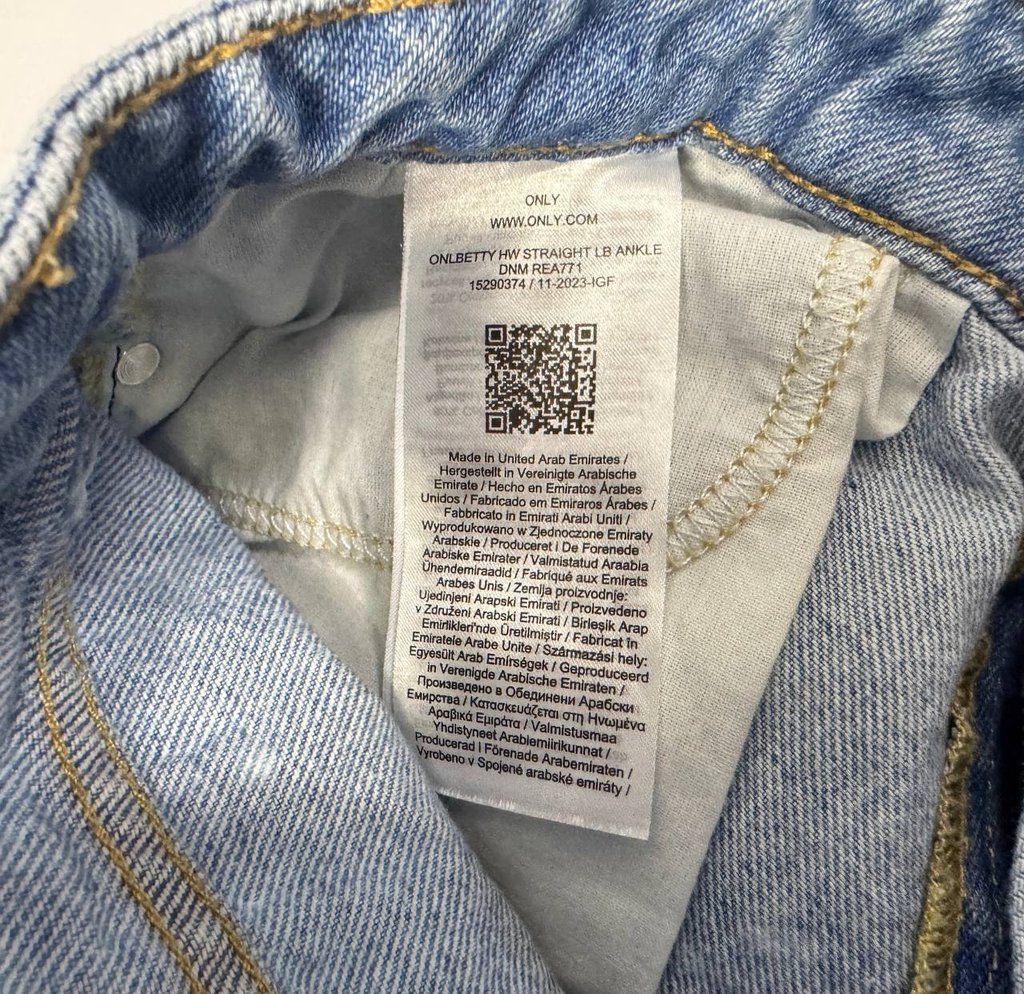 ONLY
WWW.ONLY.COM
ONLBETTY HW STRAIGHT LB ANKLE
DNM REA771
15290374 / 11-2023-IGF
Made in United Arab Emirates /
Hergestellt in Vereinigte Arabische
Emirate / Hecho en Emiratos Árabes
Unidos / Fabricado em Emiraros Árabes /
Fabbricato in Emirati Arabi Uniti /
Wyprodukowano w Zjednoczone Emiraty
Arabskie / Produceret i De Forenede
Arabiske Emirater / Valmistatud Araabia
Ühendemiraadid / Fabriqué aux Emirats
Arabes Unis / Zemlja proizvodnje:
Ujedinjeni Arapski Emirati / Proizvedeno
v Združeni Arabski Emirati / Birleşik Arap
Emirlikleri'nde Üretilmiştir / Fabricat în
Emiratele Arabe Unite / Származási hely:
Egyesült Arab Emírségek / Geproduceerd
in Verenigde Arabische Emiraten /
Произведено в Обединени Арабски
Емирства / Κατασκευάζεται στη Ηνωμένα
Αραβικά Εμιράτα / Valmistusmaa
Yhdistyneet Arabiemiirikunnat /
Producerad i Förenade Arabemiraten /
Vyrobeno v Spojené arabské emiráty /